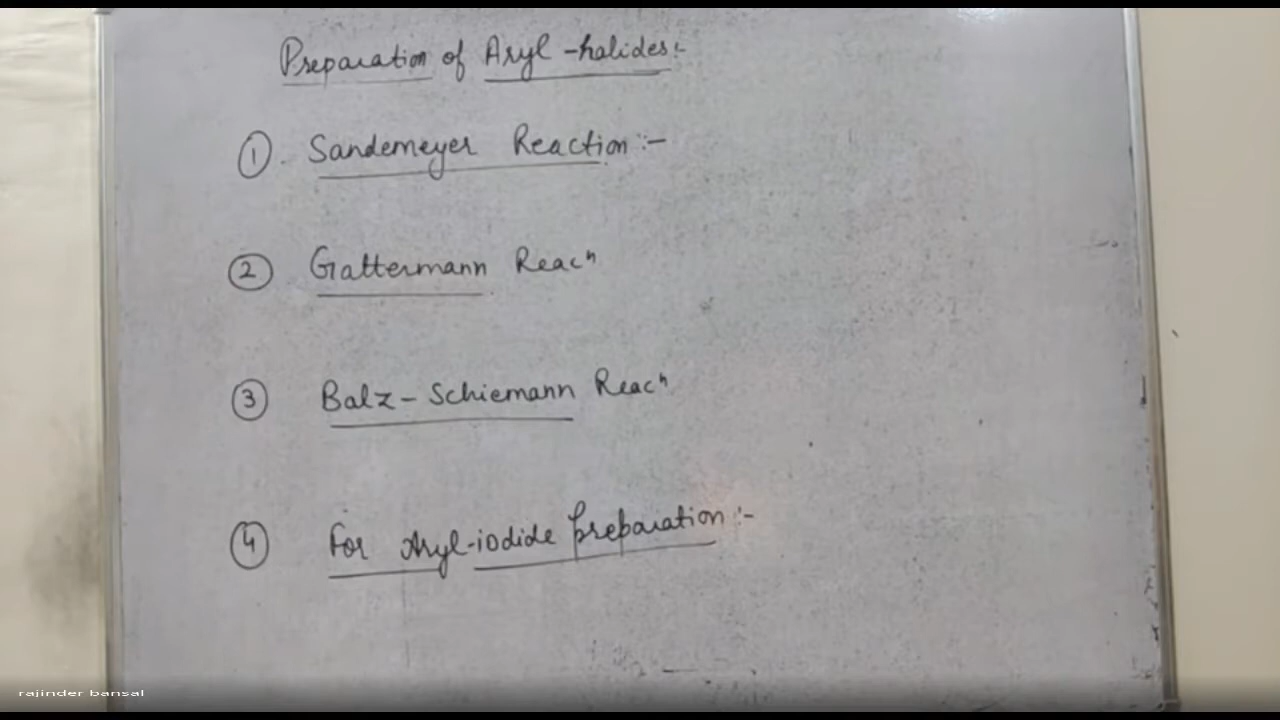 Preparation of Aryl-halides:-
① Sandemeyer Reaction:-
② Gattermann Reacn
③ Balz-Schiemann Reacn
④ For Aryl-iodide preparation:-
rajinder bansal